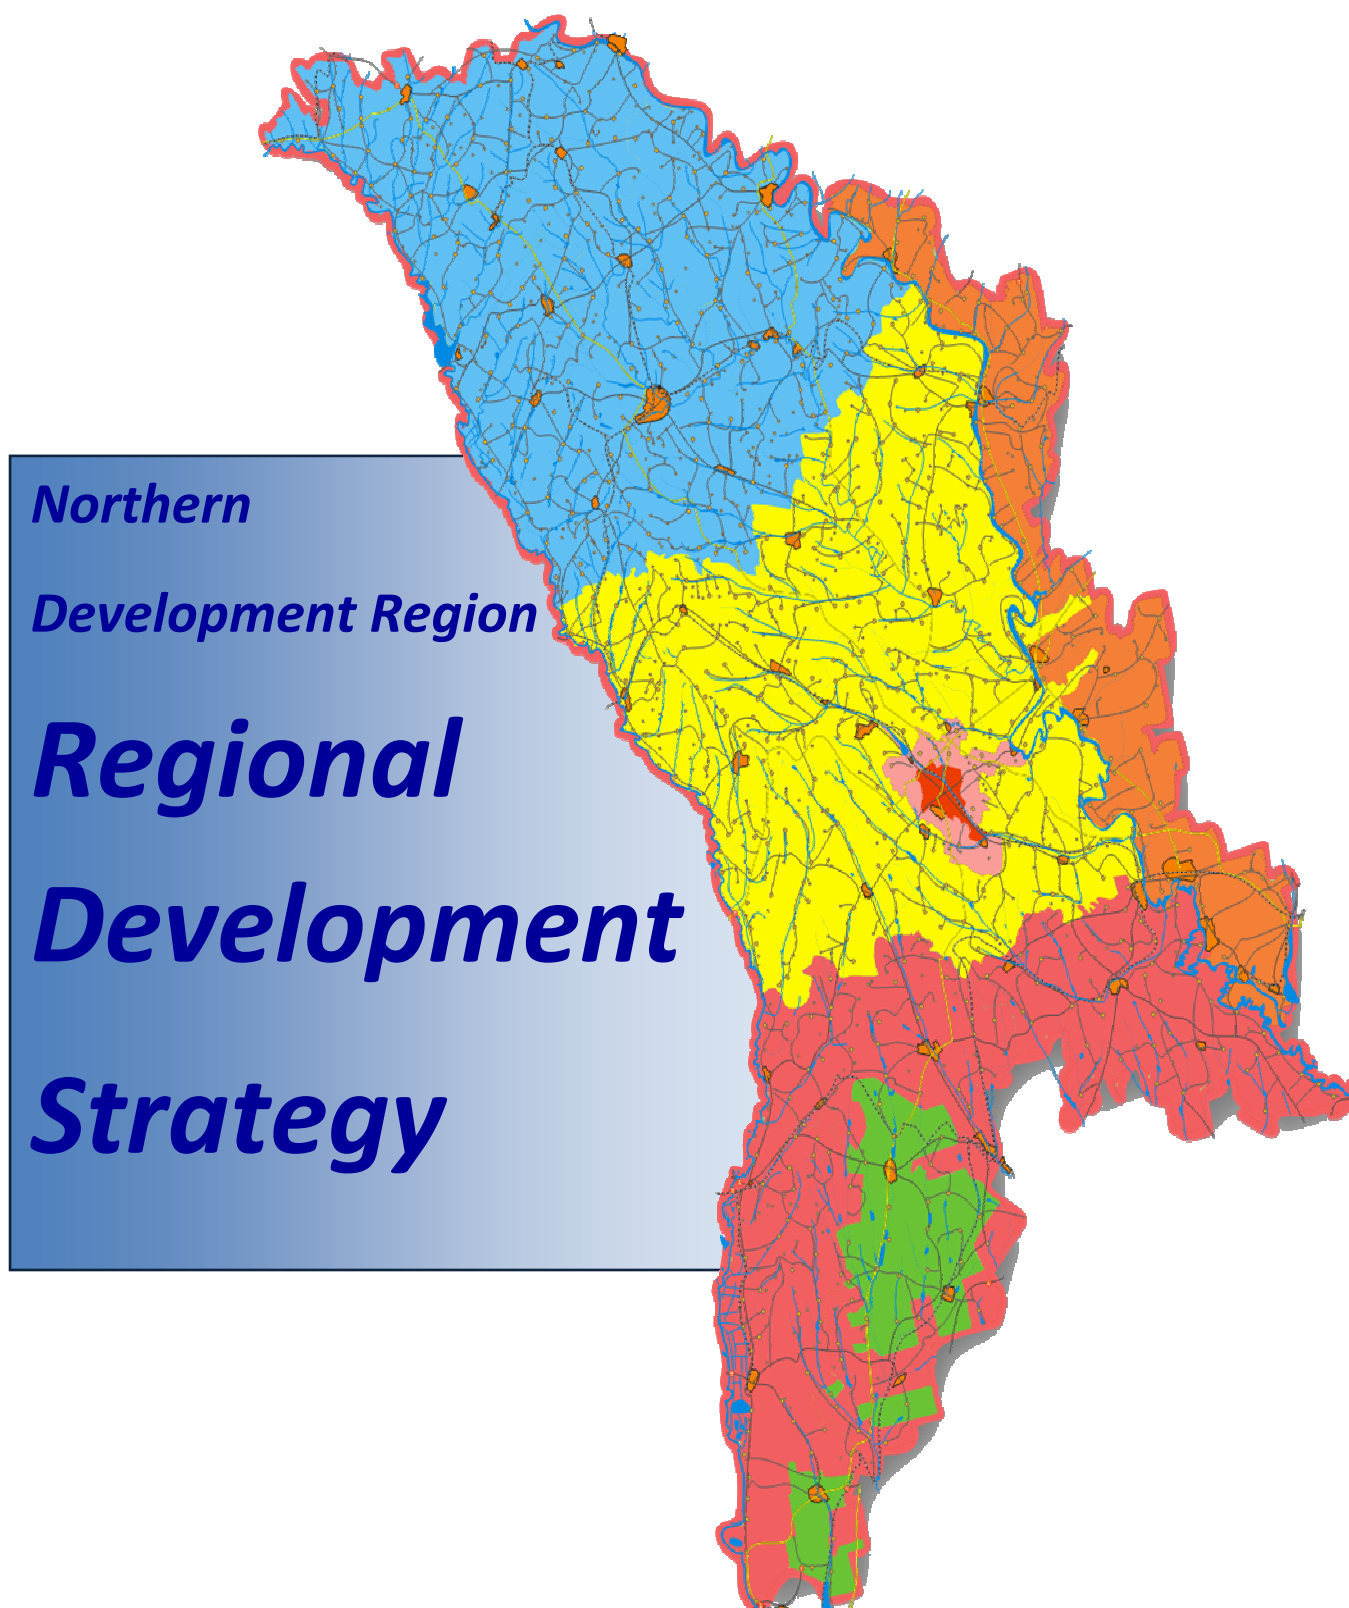 Northern
Development Region
Regional
Development
Strategy